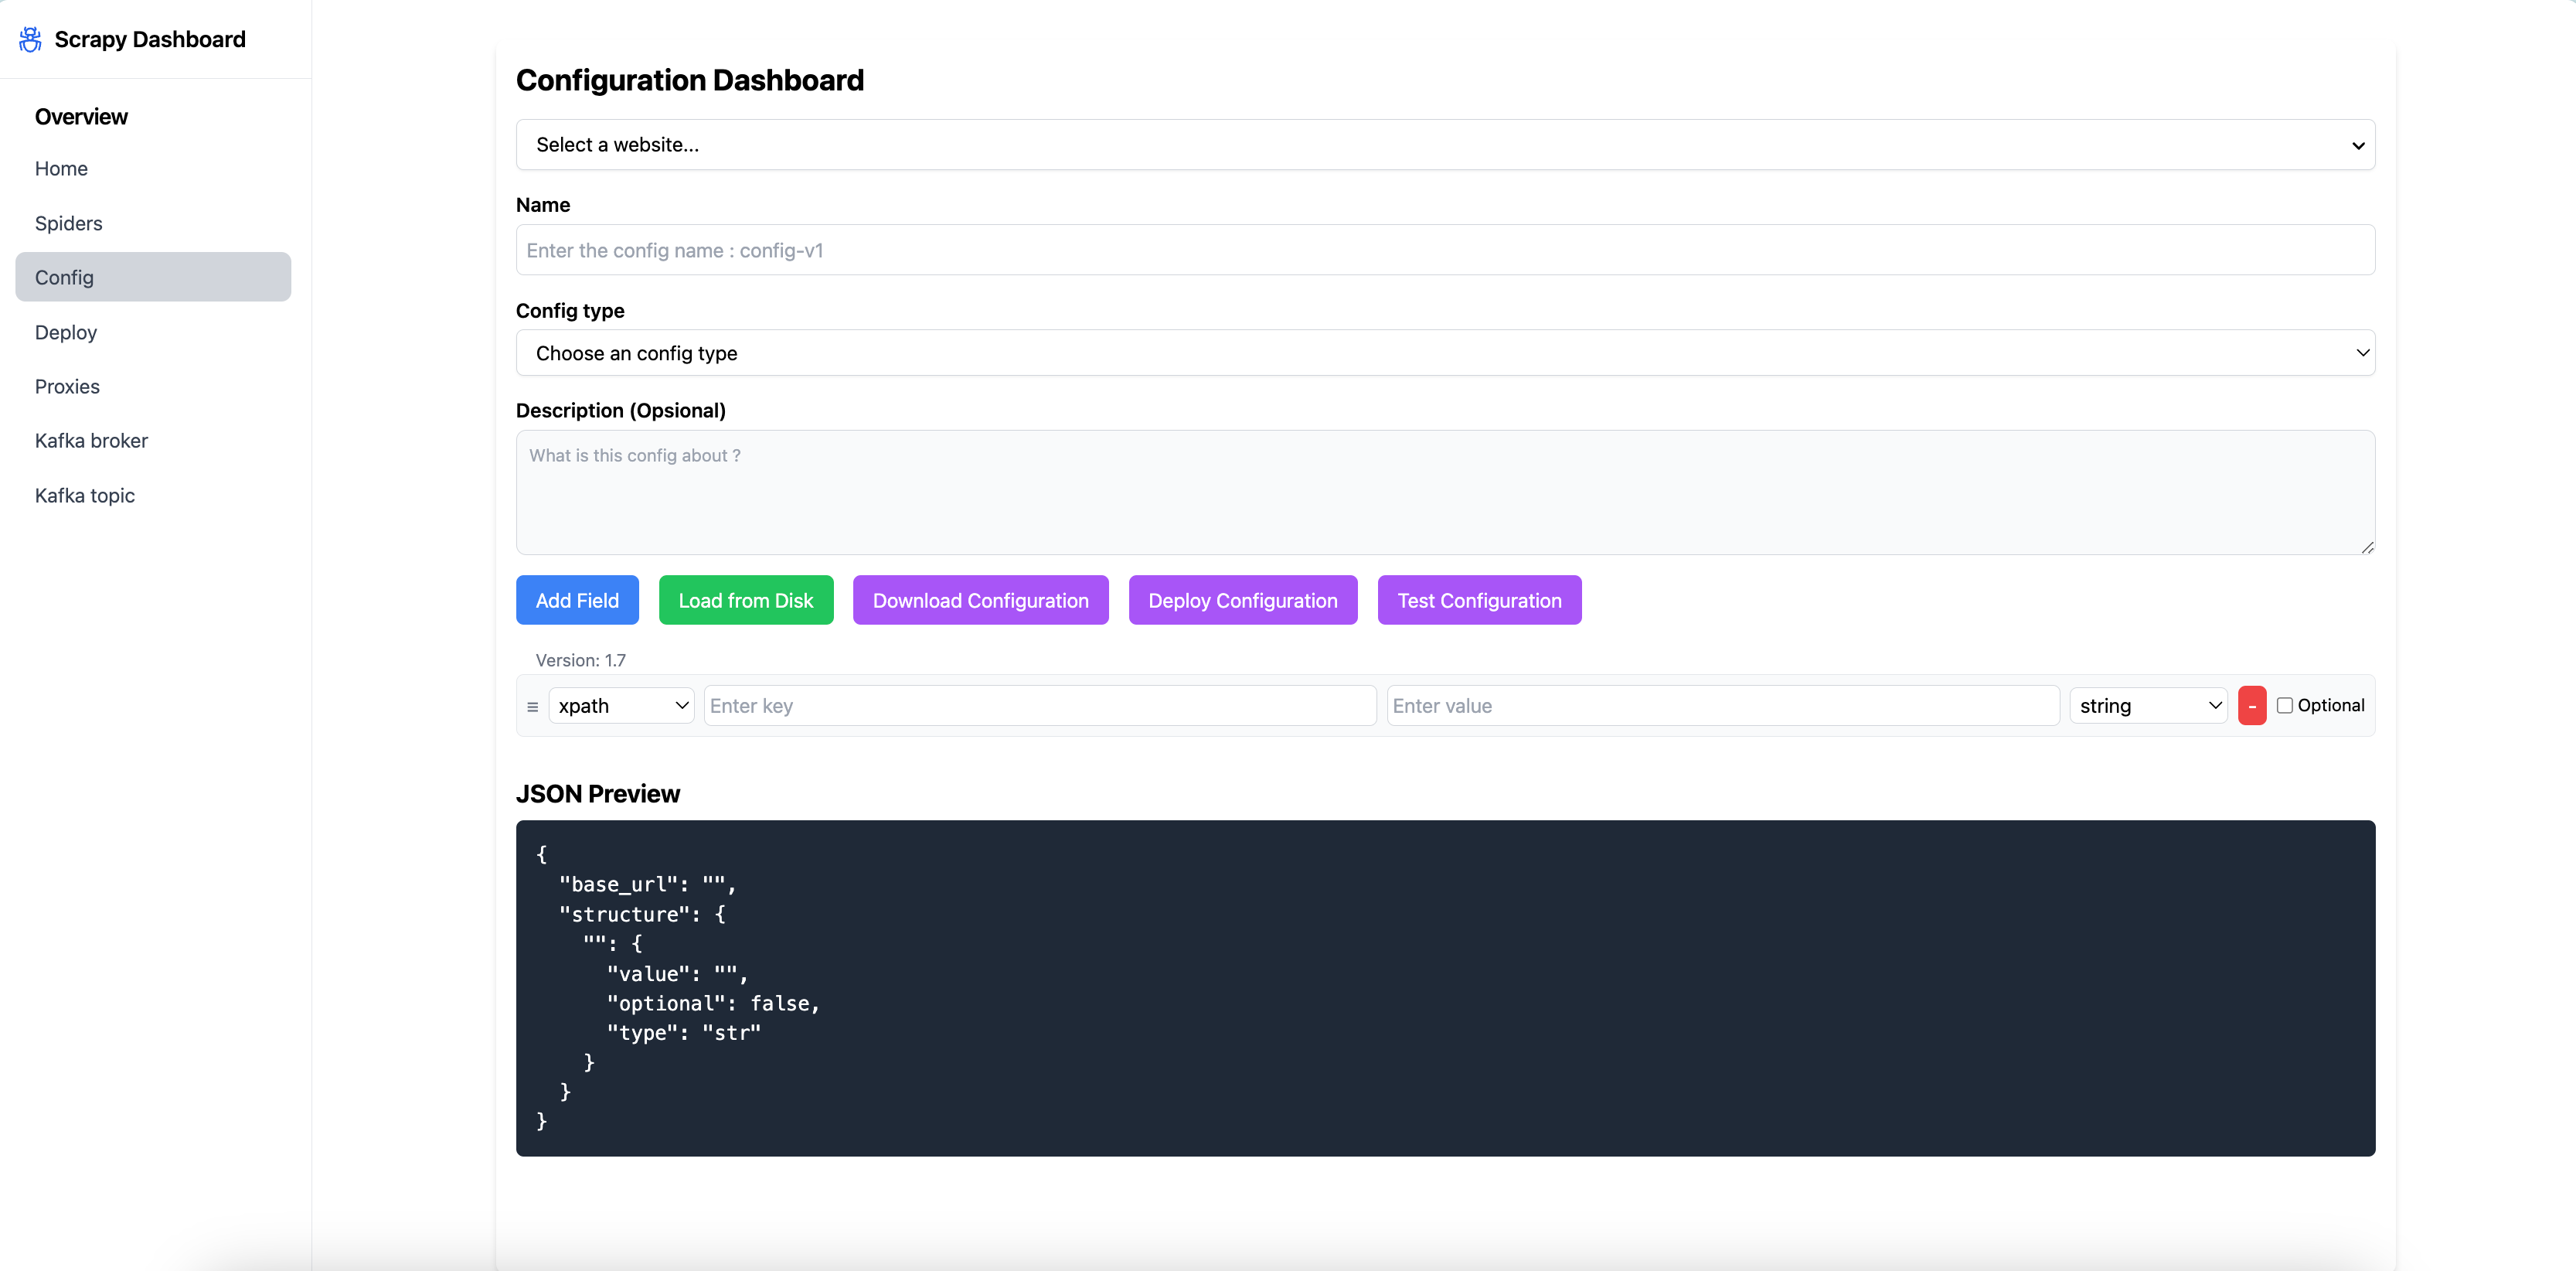 Scrapy Dashboard
Overview
Home
Spiders
Config
Deploy
Proxies
Kafka broker
Kafka topic
Configuration Dashboard
Select a website...
Name
Enter the config name : config-v1
Config type
Choose an config type
Description (Opsional)
What is this config about ?
Add Field Load from Disk Download Configuration Deploy Configuration Test Configuration
Version: 1.7
≡ xpath Enter key Enter value string - Optional
JSON Preview
{
  "base_url": "",
  "structure": {
    "": {
      "value": "",
      "optional": false,
      "type": "str"
    }
  }
}